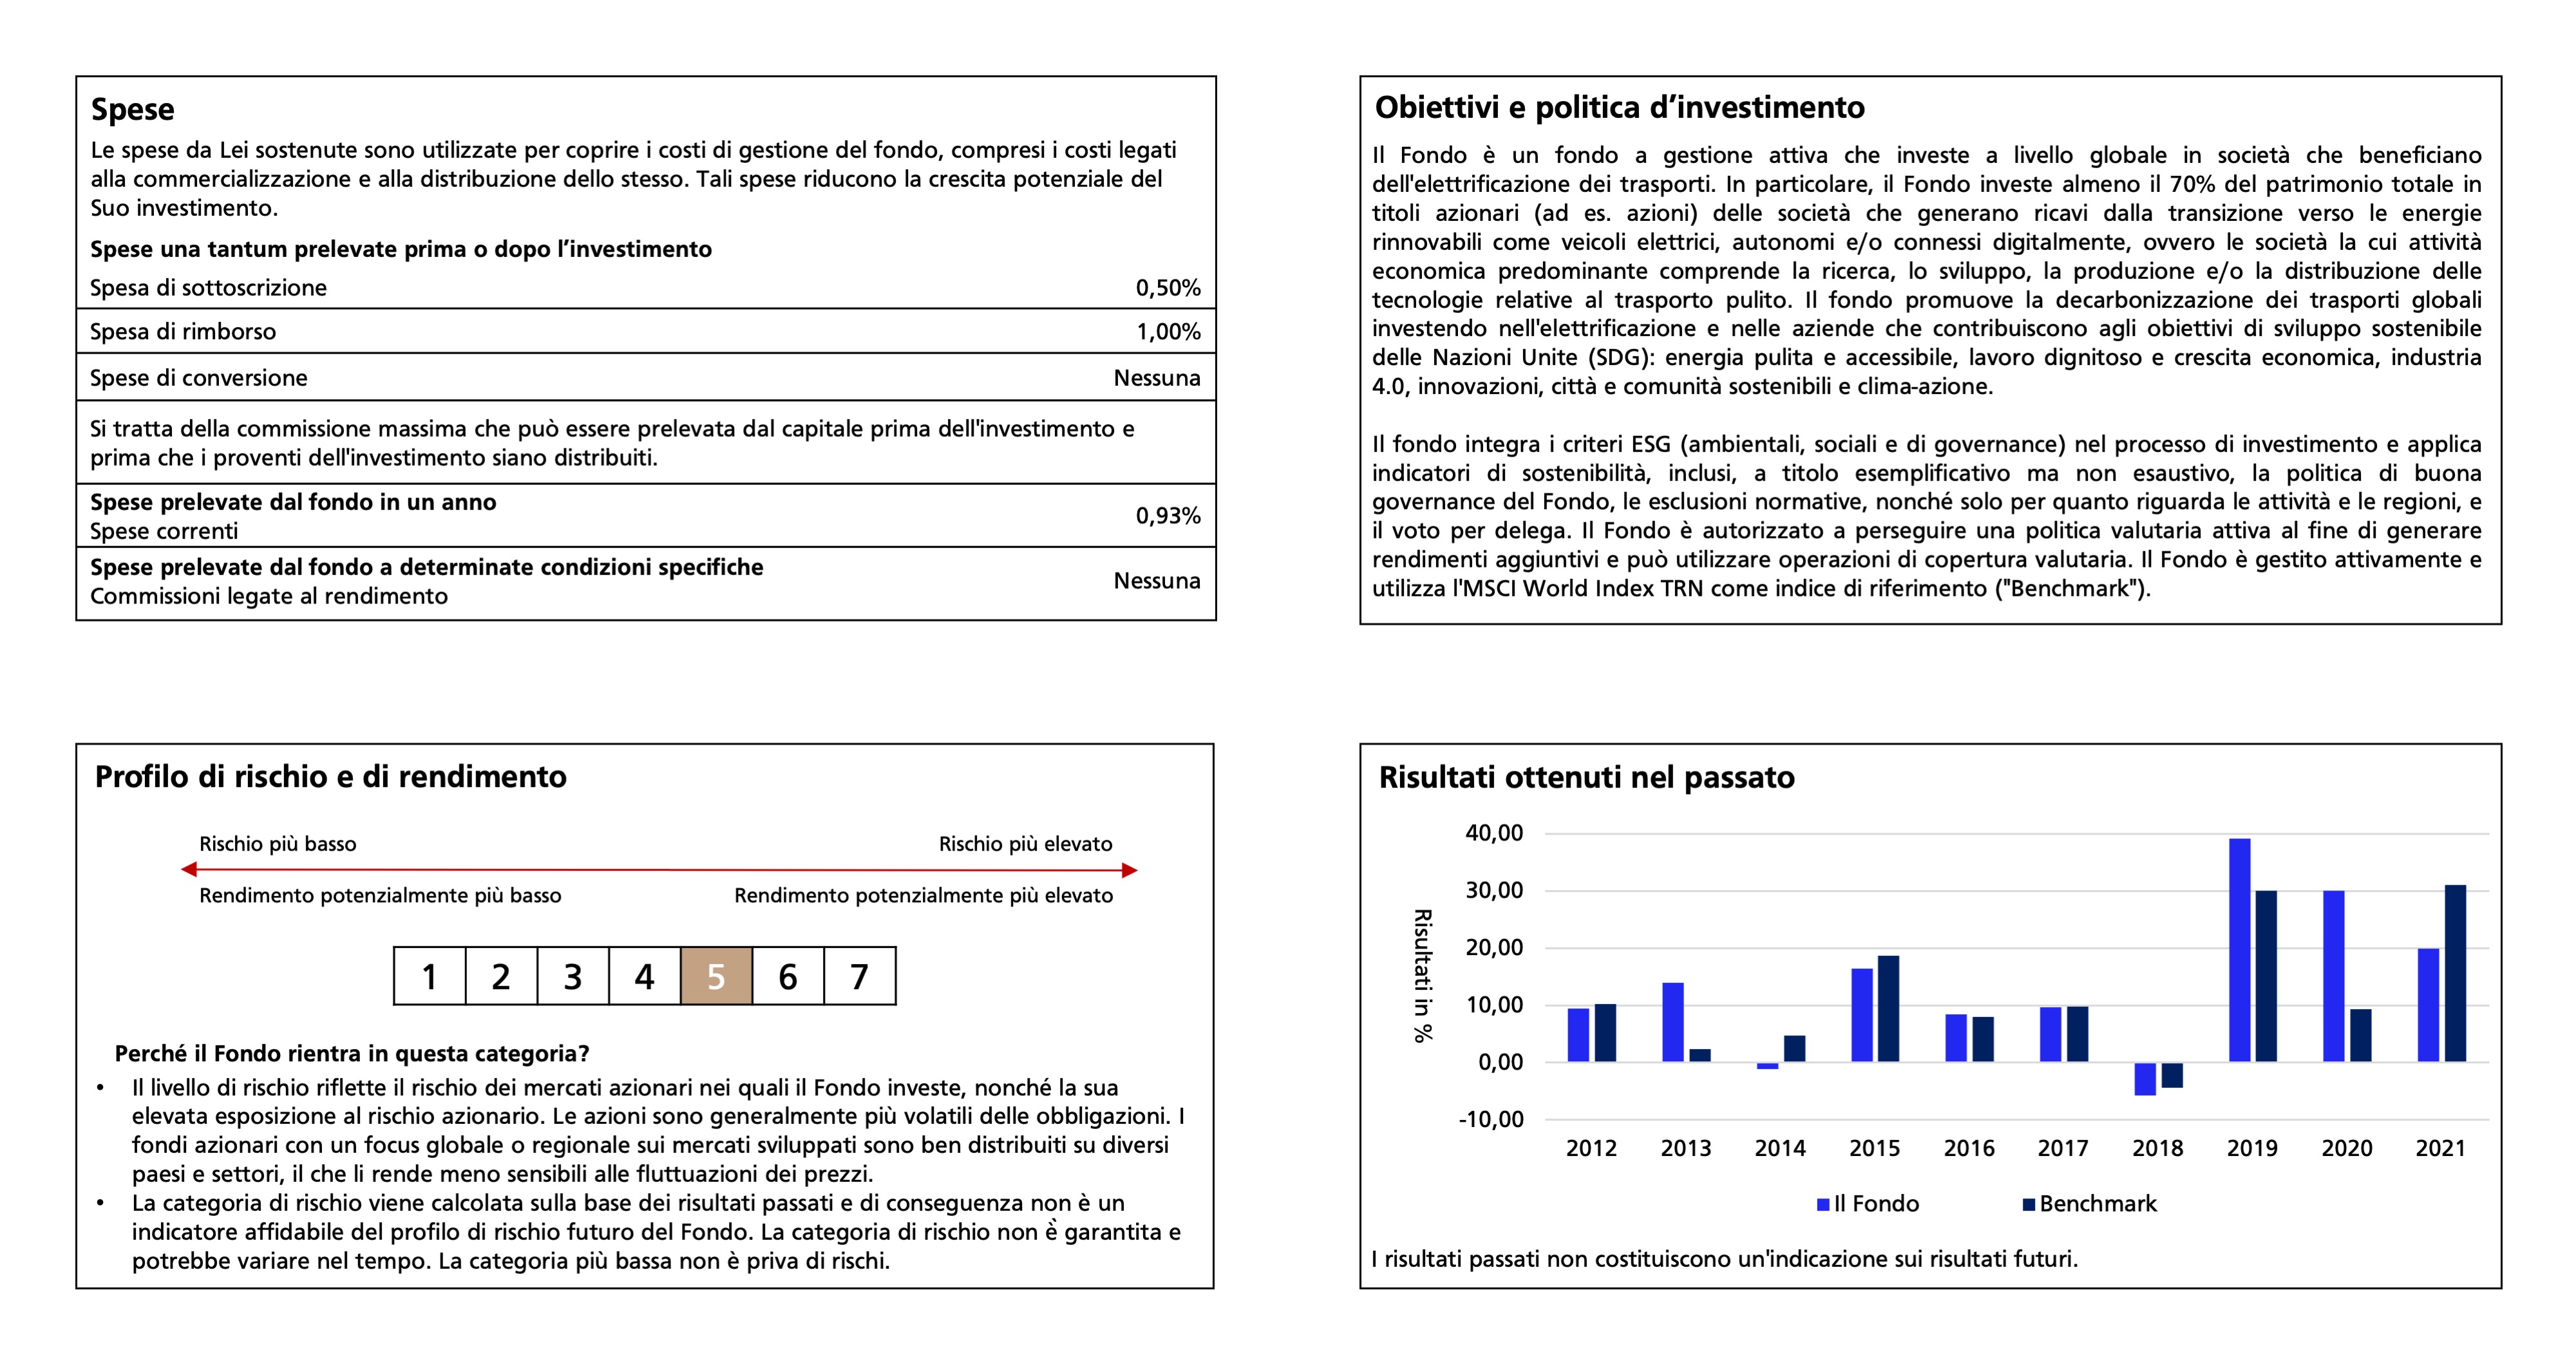 Spese
Le spese da Lei sostenute sono utilizzate per coprire i costi di gestione del fondo, compresi i costi legati
alla commercializzazione e alla distribuzione dello stesso. Tali spese riducono la crescita potenziale del
Suo investimento.
Spese una tantum prelevate prima o dopo l’investimento
Spesa di sottoscrizione 0,50%
Spesa di rimborso 1,00%
Spese di conversione Nessuna
Si tratta della commissione massima che può essere prelevata dal capitale prima dell'investimento e
prima che i proventi dell'investimento siano distribuiti.
Spese prelevate dal fondo in un anno
Spese correnti 0,93%
Spese prelevate dal fondo a determinate condizioni specifiche
Commissioni legate al rendimento Nessuna
Obiettivi e politica d’investimento
Il Fondo è un fondo a gestione attiva che investe a livello globale in società che beneficiano
dell'elettrificazione dei trasporti. In particolare, il Fondo investe almeno il 70% del patrimonio totale in
titoli azionari (ad es. azioni) delle società che generano ricavi dalla transizione verso le energie
rinnovabili come veicoli elettrici, autonomi e/o connessi digitalmente, ovvero le società la cui attività
economica predominante comprende la ricerca, lo sviluppo, la produzione e/o la distribuzione delle
tecnologie relative al trasporto pulito. Il fondo promuove la decarbonizzazione dei trasporti globali
investendo nell'elettrificazione e nelle aziende che contribuiscono agli obiettivi di sviluppo sostenibile
delle Nazioni Unite (SDG): energia pulita e accessibile, lavoro dignitoso e crescita economica, industria
4.0, innovazioni, città e comunità sostenibili e clima-azione.
Il fondo integra i criteri ESG (ambientali, sociali e di governance) nel processo di investimento e applica
indicatori di sostenibilità, inclusi, a titolo esemplificativo ma non esaustivo, la politica di buona
governance del Fondo, le esclusioni normative, nonché solo per quanto riguarda le attività e le regioni, e
il voto per delega. Il Fondo è autorizzato a perseguire una politica valutaria attiva al fine di generare
rendimenti aggiuntivi e può utilizzare operazioni di copertura valutaria. Il Fondo è gestito attivamente e
utilizza l'MSCI World Index TRN come indice di riferimento ("Benchmark").
Profilo di rischio e di rendimento
Rischio più basso Rischio più elevato
Rendimento potenzialmente più basso Rendimento potenzialmente più elevato
1 2 3 4 5 6 7
Perché il Fondo rientra in questa categoria?
• Il livello di rischio riflette il rischio dei mercati azionari nei quali il Fondo investe, nonché la sua
elevata esposizione al rischio azionario. Le azioni sono generalmente più volatili delle obbligazioni. I
fondi azionari con un focus globale o regionale sui mercati sviluppati sono ben distribuiti su diversi
paesi e settori, il che li rende meno sensibili alle fluttuazioni dei prezzi.
• La categoria di rischio viene calcolata sulla base dei risultati passati e di conseguenza non è un
indicatore affidabile del profilo di rischio futuro del Fondo. La categoria di rischio non è garantita e
potrebbe variare nel tempo. La categoria più bassa non è priva di rischi.
Risultati ottenuti nel passato
Risultati in %
40,00
30,00
20,00
10,00
0,00
-10,00
2012 2013 2014 2015 2016 2017 2018 2019 2020 2021
Il Fondo Benchmark
I risultati passati non costituiscono un'indicazione sui risultati futuri.